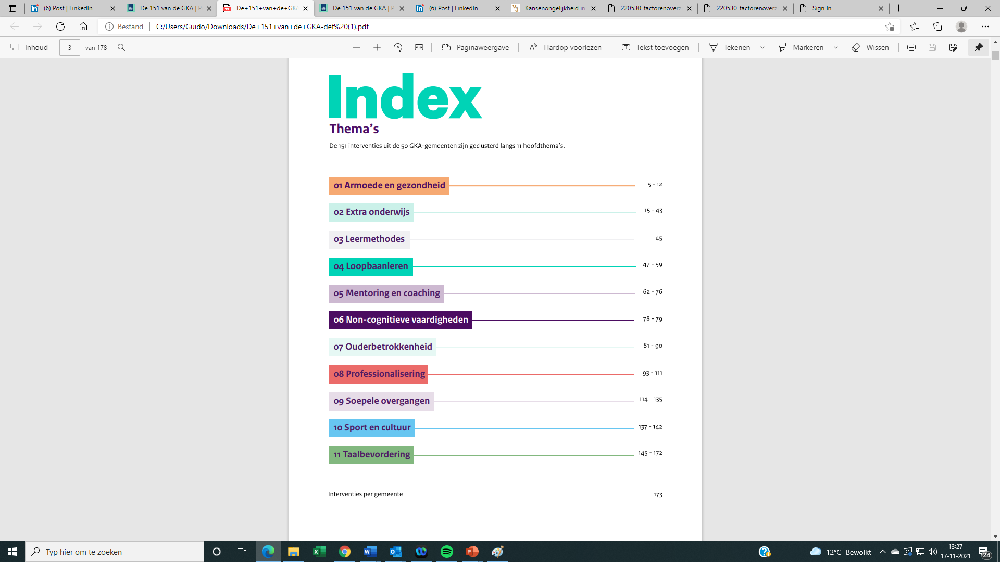 (6) Post | LinkedIn
De 151 van de GKA | P
De+151+van+de+GKA
De 151 van de GKA | P
(6) Post | LinkedIn
Kansenongelijkheid in
220530_factorenoverz
220530_factorenoverz
Sign In
Bestand
C:/Users/Guido/Downloads/De+151+van+de+GKA-def%20(1).pdf
Inhoud
3
van 178
Paginaweergave
Hardop voorlezen
Tekst toevoegen
Tekenen
Markeren
Wissen
Index
Thema's
De 151 interventies uit de 50 GKA-gemeenten zijn geclusterd langs 11 hoofdthema's.
01 Armoede en gezondheid 5 - 12
02 Extra onderwijs 15 - 43
03 Leermethodes 45
04 Loopbaanleren 47 - 59
05 Mentoring en coaching 62 - 76
06 Non-cognitieve vaardigheden 78 - 79
07 Ouderbetrokkenheid 81 - 90
08 Professionalisering 93 - 111
09 Soepele overgangen 114 - 135
10 Sport en cultuur 137 - 142
11 Taalbevordering 145 - 172
Interventies per gemeente 173
Typ hier om te zoeken
12°C Bewolkt
13:27
17-11-2021
24